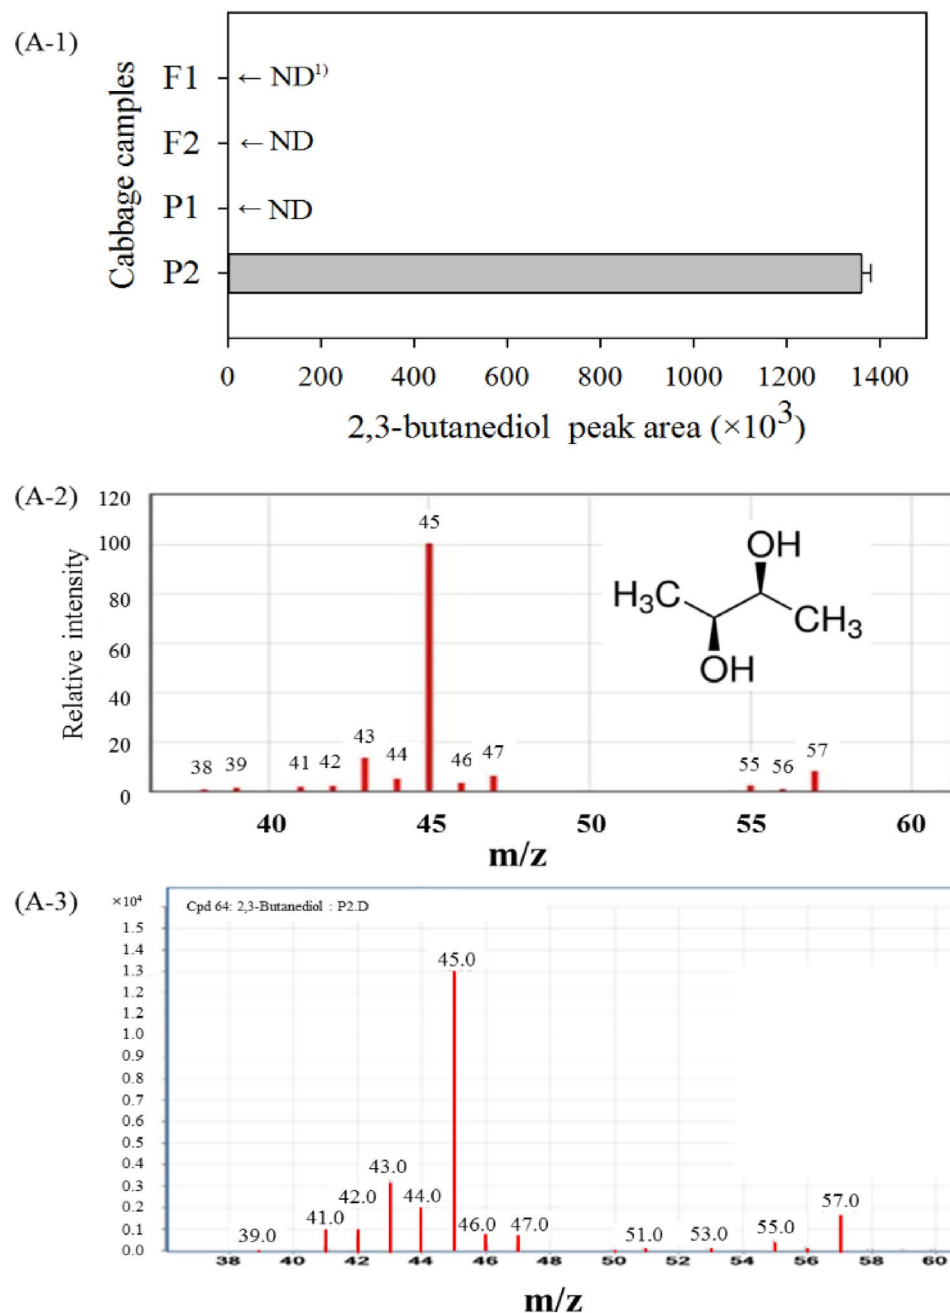 (A-1)
Cabbage camples
F1
← ND¹⁾
F2
← ND
P1
← ND
P2
0 200 400 600 800 1000 1200 1400
2,3-butanediol peak area (×10³)
(A-2)
Relative intensity
120
100
80
60
40
20
0
38 39 41 42 43 44 45 46 47 55 56 57
OH
H₃C
CH₃
OH
40 45 50 55 60
m/z
(A-3)
×10⁴
Cpd 64: 2,3-Butanediol : P2.D
1.5
1.4
1.3
1.2
1.1
1.0
0.9
0.8
0.7
0.6
0.5
0.4
0.3
0.2
0.1
0.0
39.0 41.0 42.0 43.0 44.0 45.0 46.0 47.0 51.0 53.0 55.0 57.0
38 40 42 44 46 48 50 52 54 56 58 60
m/z